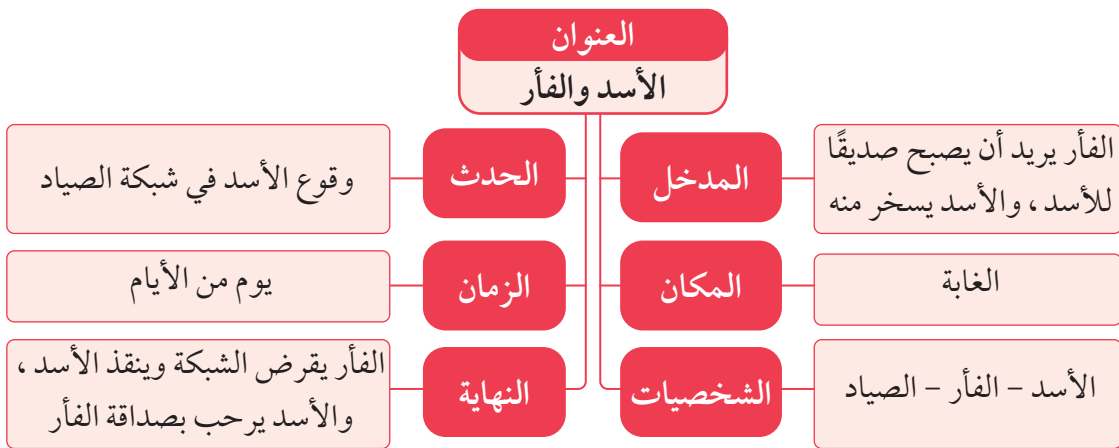 العنوان
الأسد والفأر
المدخل
الفأر يريد أن يصبح صديقًا
للأسد ، والأسد يسخر منه
الحدث
وقوع الأسد في شبكة الصياد
المكان
الغابة
الزمان
يوم من الأيام
الشخصيات
الأسد – الفأر – الصياد
النهاية
الفأر يقرض الشبكة وينقذ الأسد ،
والأسد يرحب بصداقة الفأر